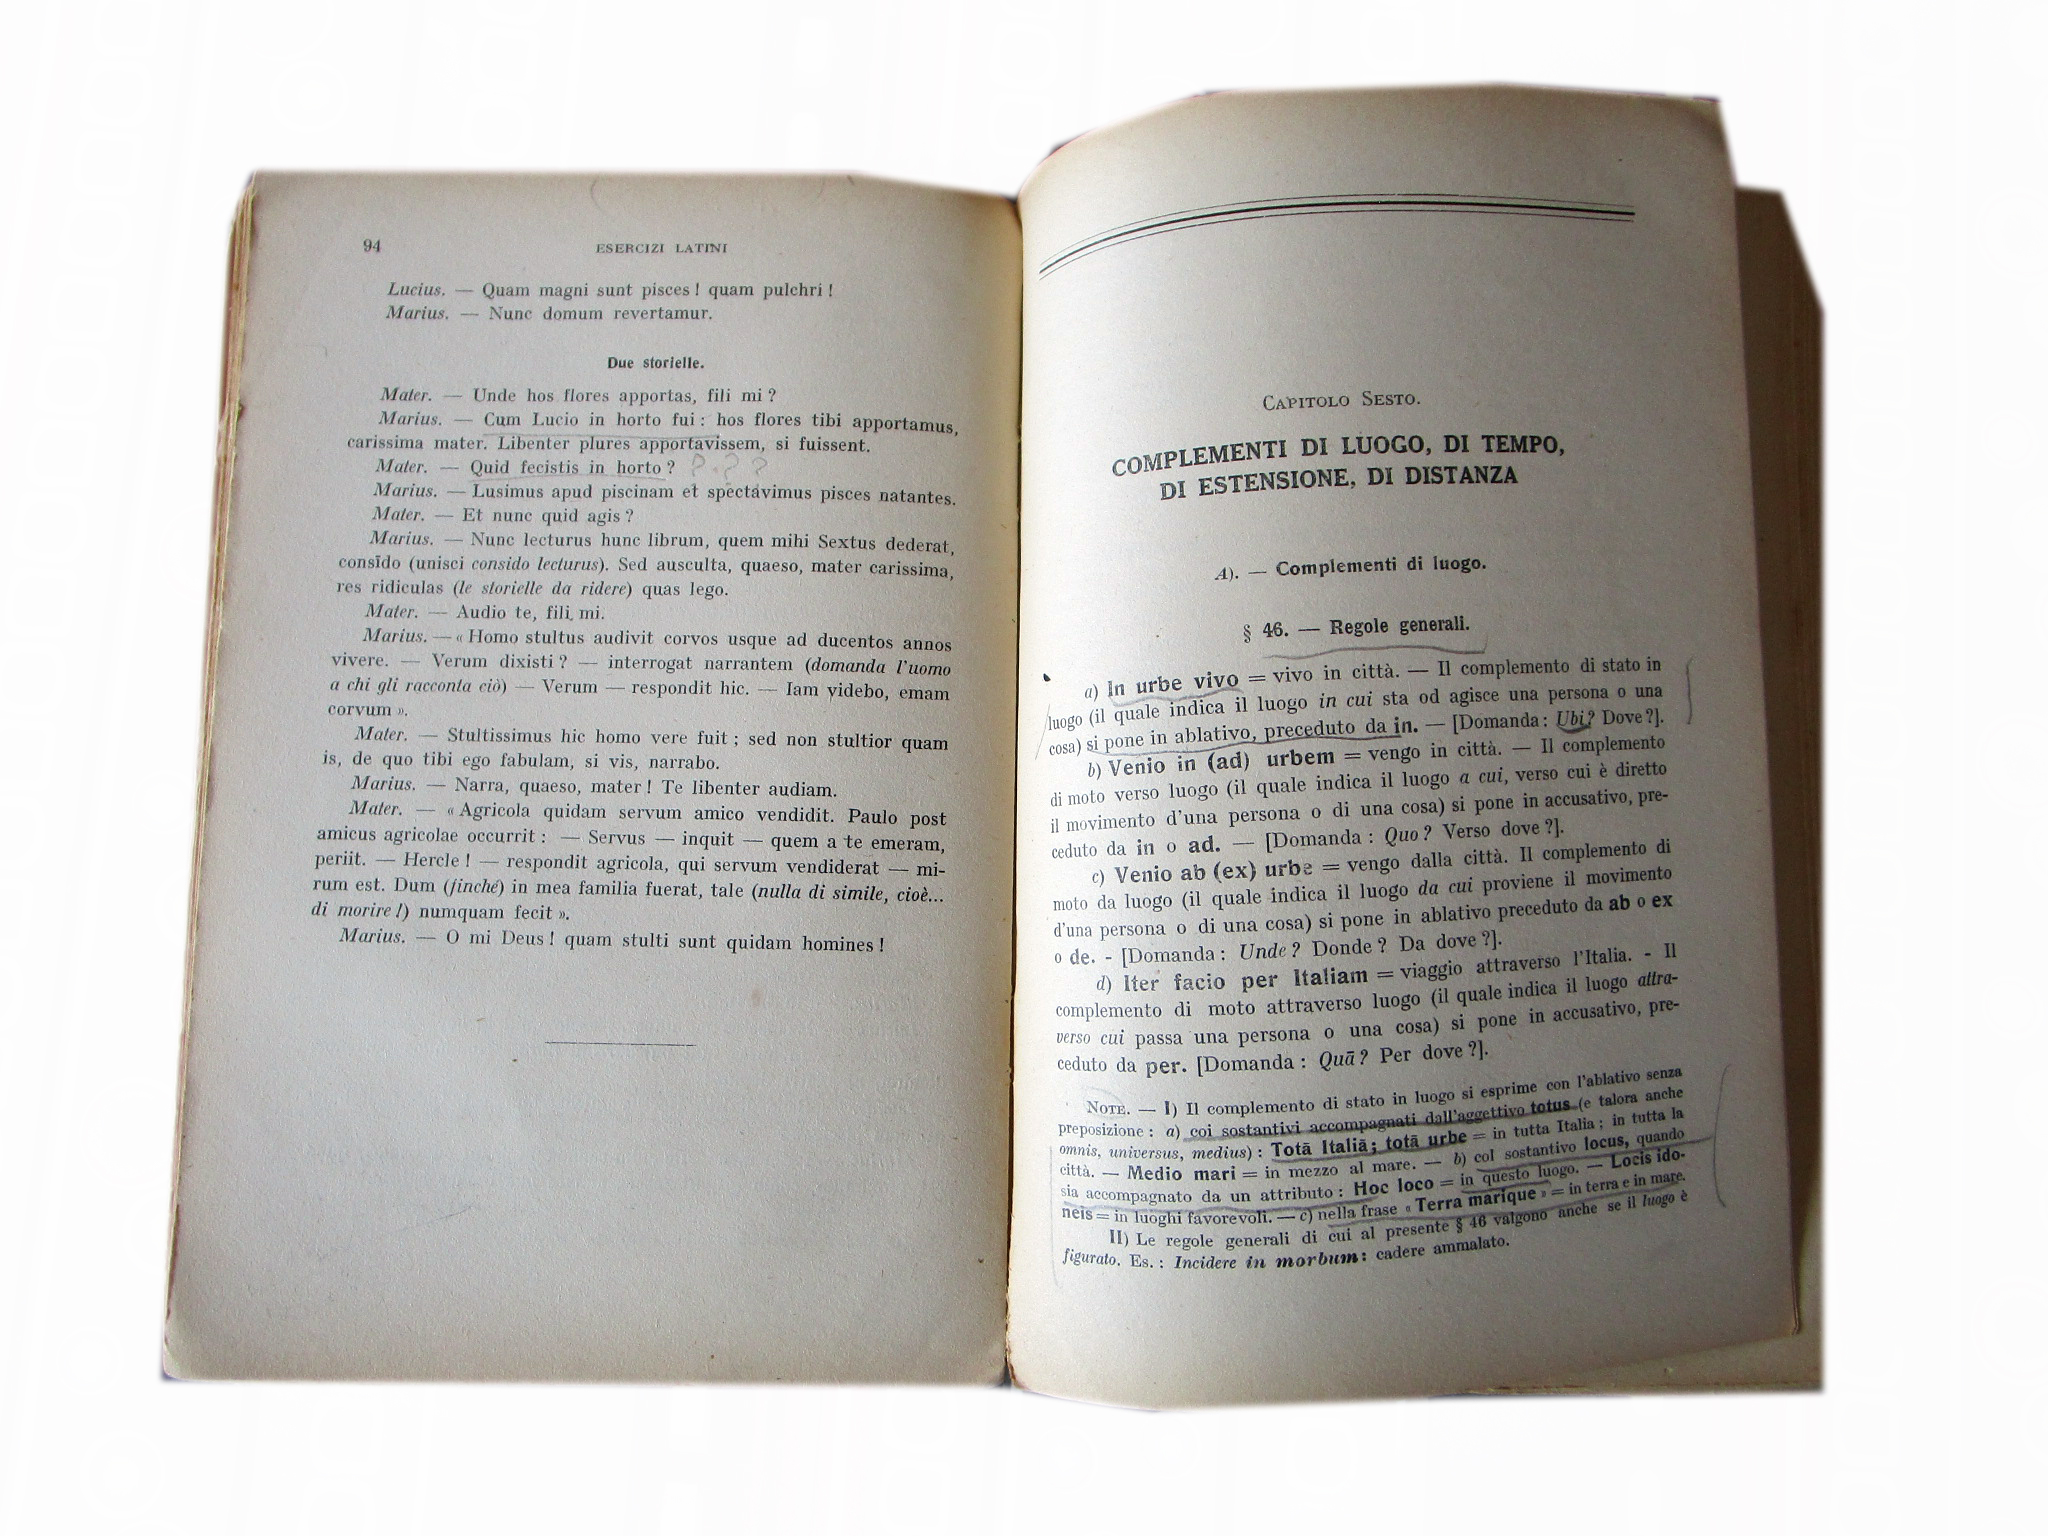 94
ESERCIZI LATINI
Lucius. — Quam magni sunt pisces! quam pulchri!
Marius. — Nunc domum revertamur.
Due storielle.
Mater. — Unde hos flores apportas, fili mi?
Marius. — Cum Lucio in horto fui: hos flores tibi apportamus,
carissima mater. Libenter plures apportavissem, si fuissent.
Mater. — Quid fecistis in horto? ? ? ?
Marius. — Lusimus apud piscinam et spectavimus pisces natantes.
Mater. — Et nunc quid agis?
Marius. — Nunc lecturus hunc librum, quem mihi Sextus dederat,
consīdo (unisci consido lecturus). Sed ausculta, quaeso, mater carissima,
res ridiculas (le storielle da ridere) quas lego.
Mater. — Audio te, fili mi.
Marius. — « Homo stultus audivit corvos usque ad ducentos annos
vivere. — Verum dixisti? — interrogat narrantem (domanda l'uomo
a chi gli racconta ciò) — Verum — respondit hic. — Iam videbo, emam
corvum ».
Mater. — Stultissimus hic homo vere fuit; sed non stultior quam
is, de quo tibi ego fabulam, si vis, narrabo.
Marius. — Narra, quaeso, mater! Te libenter audiam.
Mater. — « Agricola quidam servum amico vendidit. Paulo post
amicus agricolae occurrit: — Servus — inquit — quem a te emeram,
periit. — Hercle! — respondit agricola, qui servum vendiderat — mi-
rum est. Dum (finché) in mea familia fuerat, tale (nulla di simile, cioè...
di morire!) numquam fecit ».
Marius. — O mi Deus! quam stulti sunt quidam homines!
CAPITOLO SESTO.
COMPLEMENTI DI LUOGO, DI TEMPO,
DI ESTENSIONE, DI DISTANZA
A). — Complementi di luogo.
§ 46. — Regole generali.
a) In urbe vivo = vivo in città. — Il complemento di stato in
luogo (il quale indica il luogo in cui sta od agisce una persona o una
cosa) si pone in ablativo, preceduto da in. — [Domanda: Ubi? Dove?].
b) Venio in (ad) urbem = vengo in città. — Il complemento
di moto verso luogo (il quale indica il luogo a cui, verso cui è diretto
il movimento d'una persona o di una cosa) si pone in accusativo, pre-
ceduto da in o ad. — [Domanda: Quo? Verso dove?].
c) Venio ab (ex) urbe = vengo dalla città. Il complemento di
moto da luogo (il quale indica il luogo da cui proviene il movimento
d'una persona o di una cosa) si pone in ablativo preceduto da ab o ex
o de. - [Domanda: Unde? Donde? Da dove?].
d) Iter facio per Italiam = viaggio attraverso l'Italia. - Il
complemento di moto attraverso luogo (il quale indica il luogo attra-
verso cui passa una persona o una cosa) si pone in accusativo, pre-
ceduto da per. [Domanda: Quā? Per dove?].
NOTE. — I) Il complemento di stato in luogo si esprime con l'ablativo senza
preposizione: a) coi sostantivi accompagnati dall'aggettivo totus (e talora anche
omnis, universus, medius): Totā Italiā; totā urbe = in tutta Italia; in tutta la
città. — Medio mari = in mezzo al mare. — b) col sostantivo locus, quando
sia accompagnato da un attributo: Hoc loco = in questo luogo. — Locis ido-
neis = in luoghi favorevoli. — c) nella frase « Terra marique » = in terra e in mare.
II) Le regole generali di cui al presente § 46 valgono anche se il luogo è
figurato. Es.: Incidere in morbum: cadere ammalato.